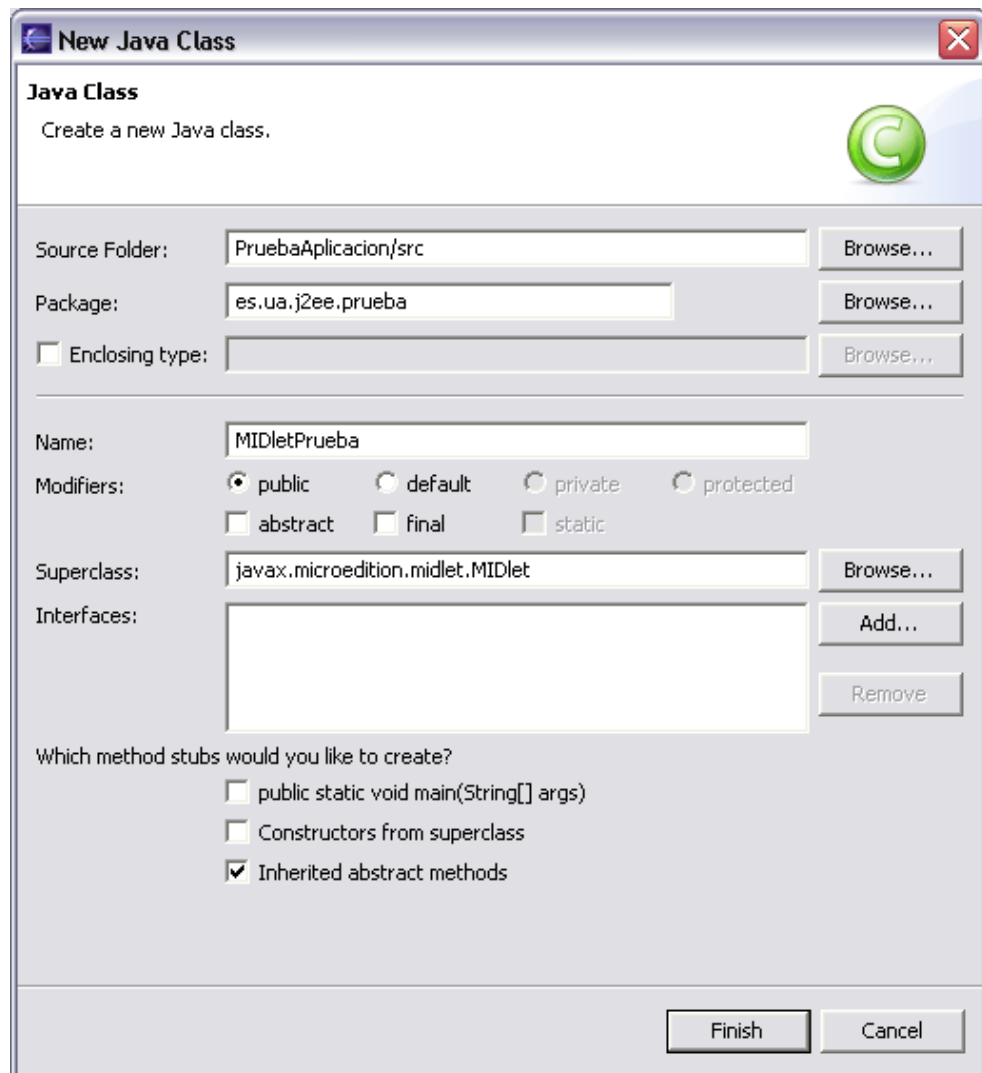 New Java Class
Java Class
Create a new Java class.
C
Source Folder: PruebaAplicacion/src Browse...
Package: es.ua.j2ee.prueba Browse...
Enclosing type: Browse...
Name: MIDletPrueba
Modifiers: public default private protected
abstract final static
Superclass: javax.microedition.midlet.MIDlet Browse...
Interfaces: Add...
Remove
Which method stubs would you like to create?
public static void main(String[] args)
Constructors from superclass
Inherited abstract methods
Finish Cancel